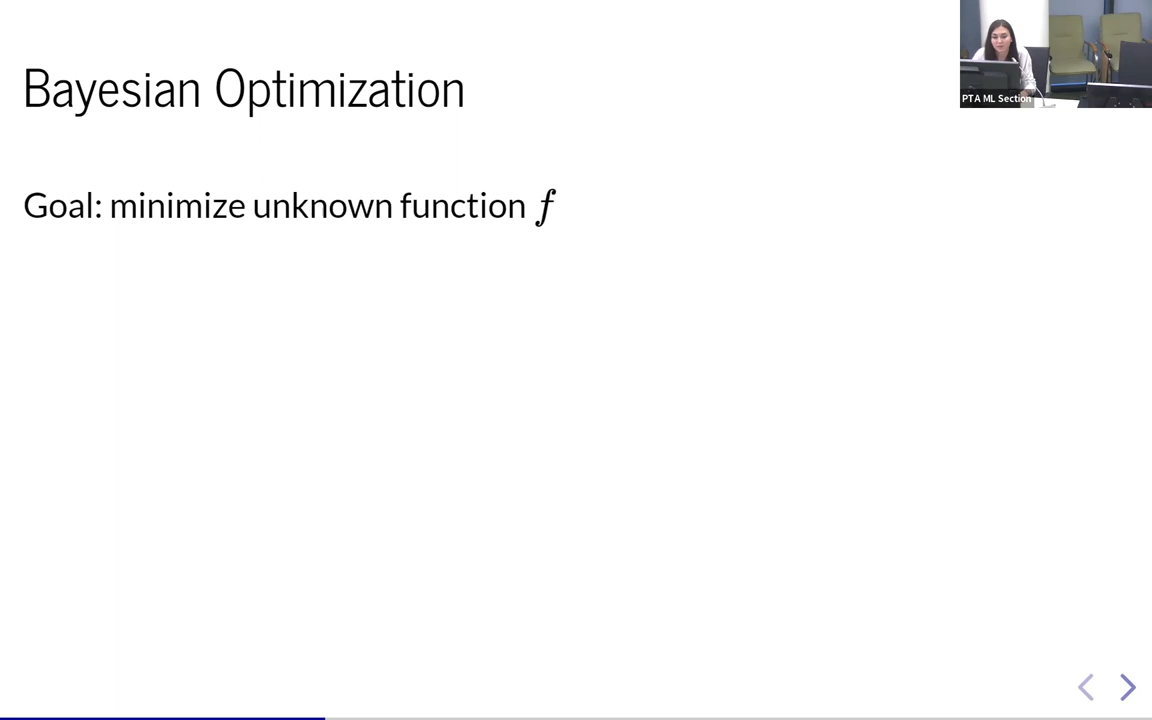 Bayesian Optimization
PTA ML Section
Goal: minimize unknown function f